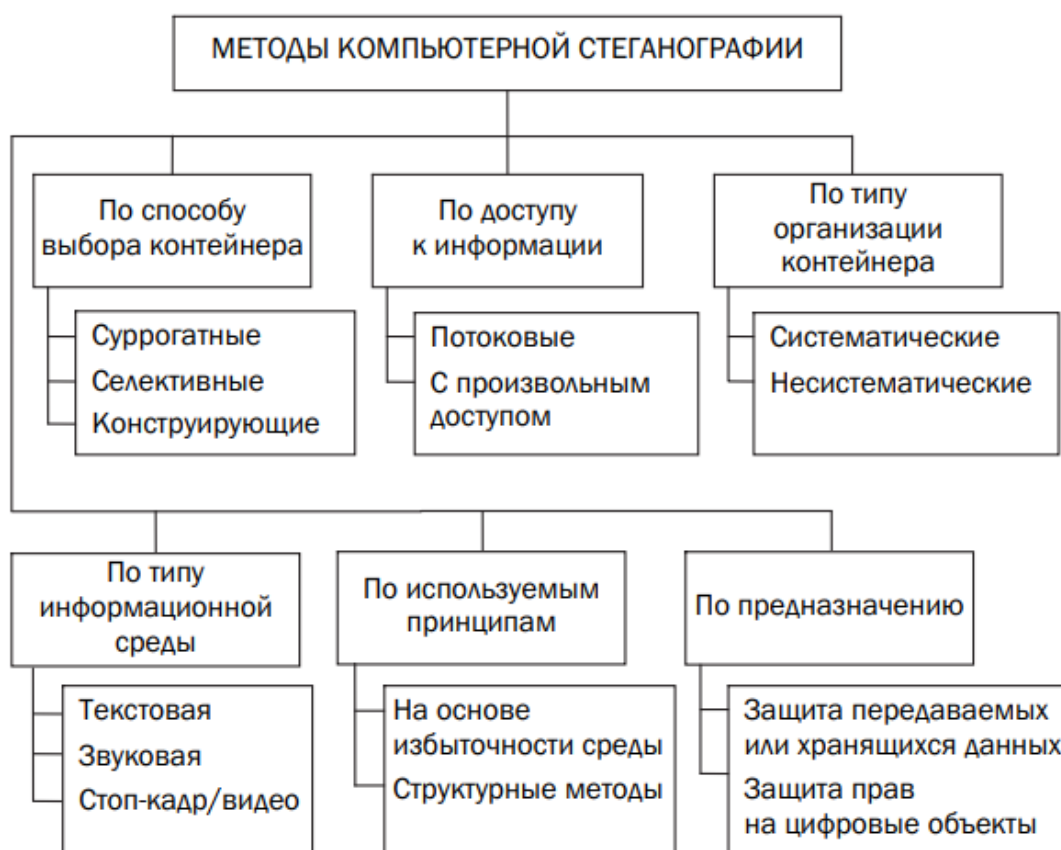 МЕТОДЫ КОМПЬЮТЕРНОЙ СТЕГАНОГРАФИИ
По способу
выбора контейнера
Суррогатные
Селективные
Конструирующие
По доступу
к информации
Потоковые
С произвольным
доступом
По типу
организации
контейнера
Систематические
Несистематические
По типу
информационной
среды
Текстовая
Звуковая
Стоп-кадр/видео
По используемым
принципам
На основе
избыточности среды
Структурные методы
По предназначению
Защита передаваемых
или хранящихся данных
Защита прав
на цифровые объекты